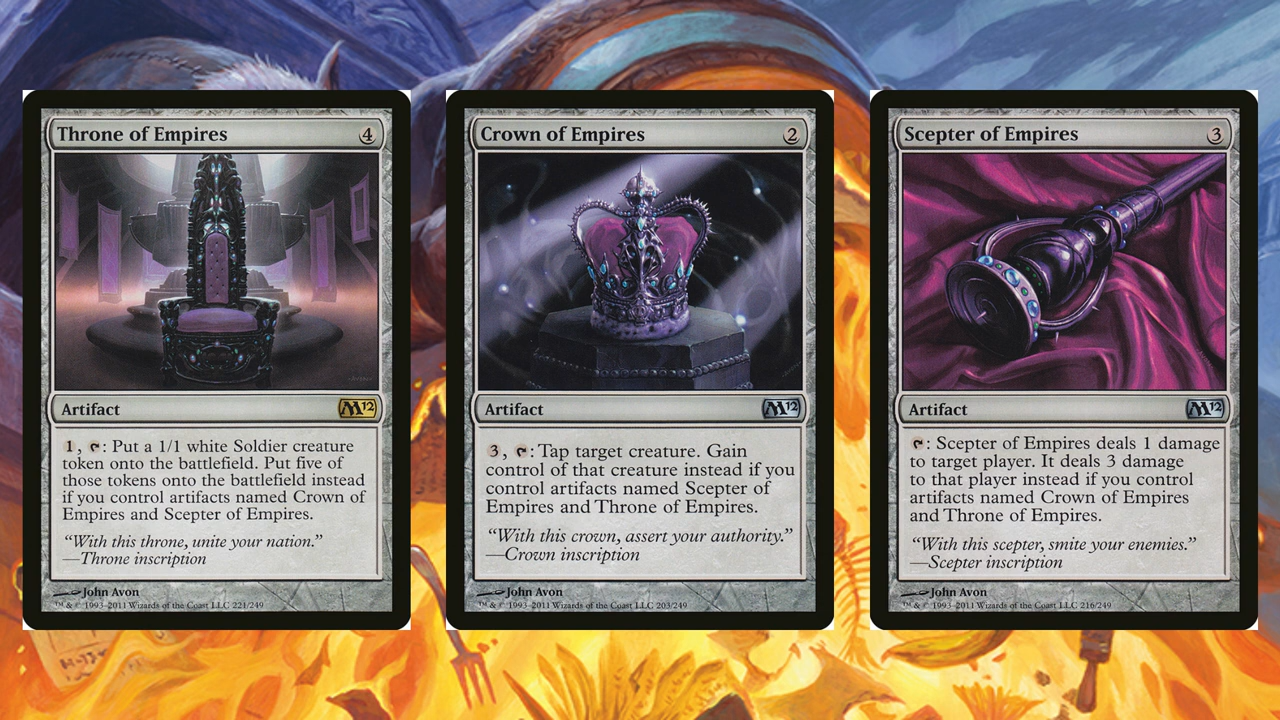 Throne of Empires 4
Artifact M12
1, T: Put a 1/1 white Soldier creature
token onto the battlefield. Put five of
those tokens onto the battlefield instead
if you control artifacts named Crown of
Empires and Scepter of Empires.
“With this throne, unite your nation.”
—Throne inscription
John Avon
™ & © 1993–2011 Wizards of the Coast LLC 221/249
Crown of Empires 2
Artifact M12
3, T: Tap target creature. Gain
control of that creature instead if you
control artifacts named Scepter of
Empires and Throne of Empires.
“With this crown, assert your authority.”
—Crown inscription
John Avon
™ & © 1993–2011 Wizards of the Coast LLC 203/249
Scepter of Empires 3
Artifact M12
T: Scepter of Empires deals 1 damage
to target player. It deals 3 damage
to that player instead if you control
artifacts named Crown of Empires
and Throne of Empires.
“With this scepter, smite your enemies.”
—Scepter inscription
John Avon
™ & © 1993–2011 Wizards of the Coast LLC 216/249